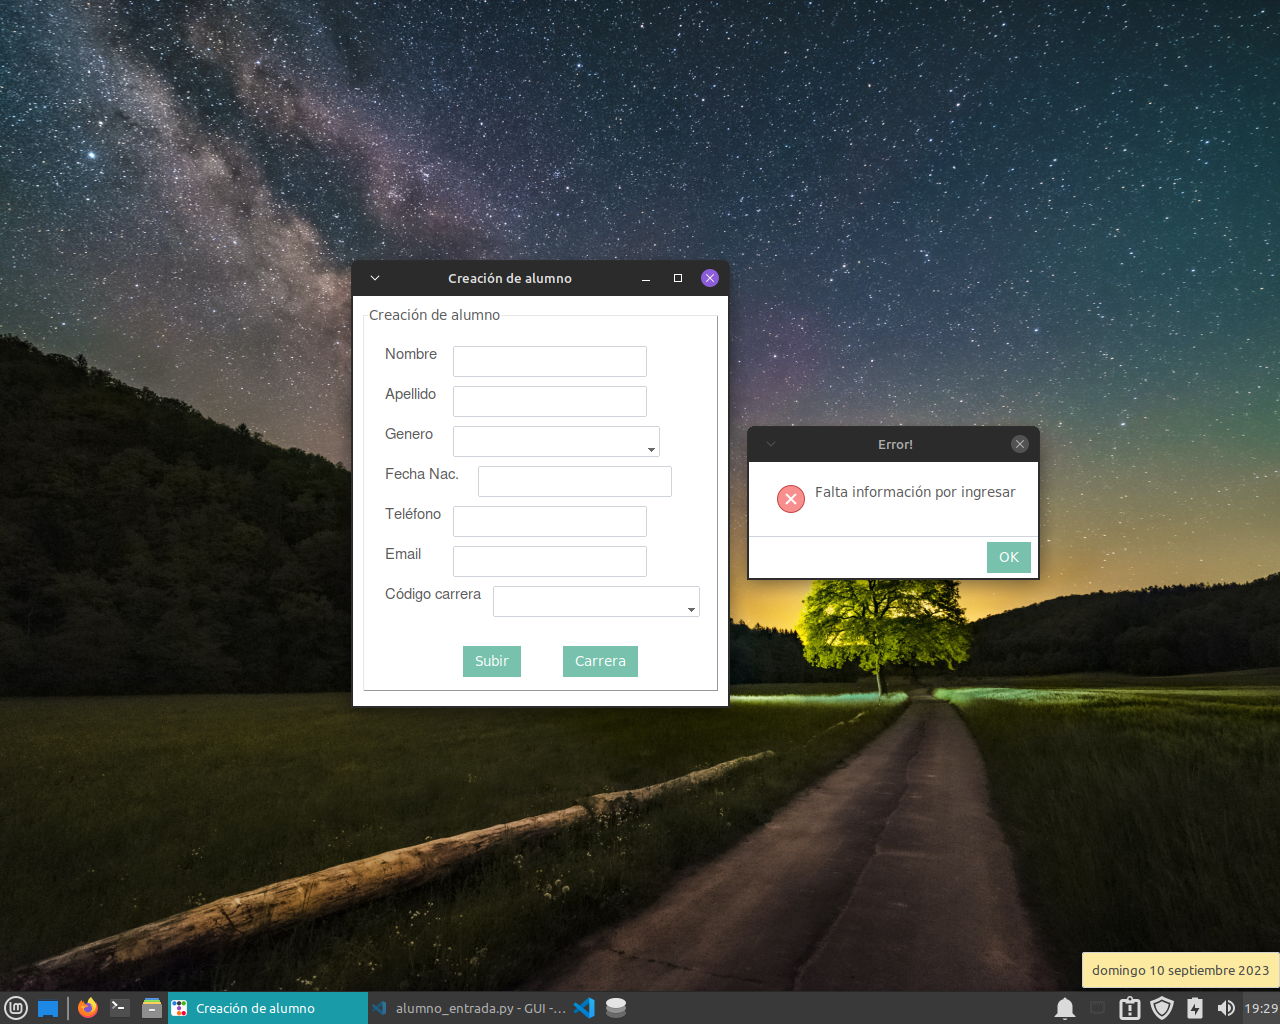 Creación de alumno
Creación de alumno
Nombre
Apellido
Genero
Fecha Nac.
Teléfono
Email
Código carrera
Subir
Carrera
Error!
Falta información por ingresar
OK
domingo 10 septiembre 2023
Creación de alumno
alumno_entrada.py - GUI -...
19:29